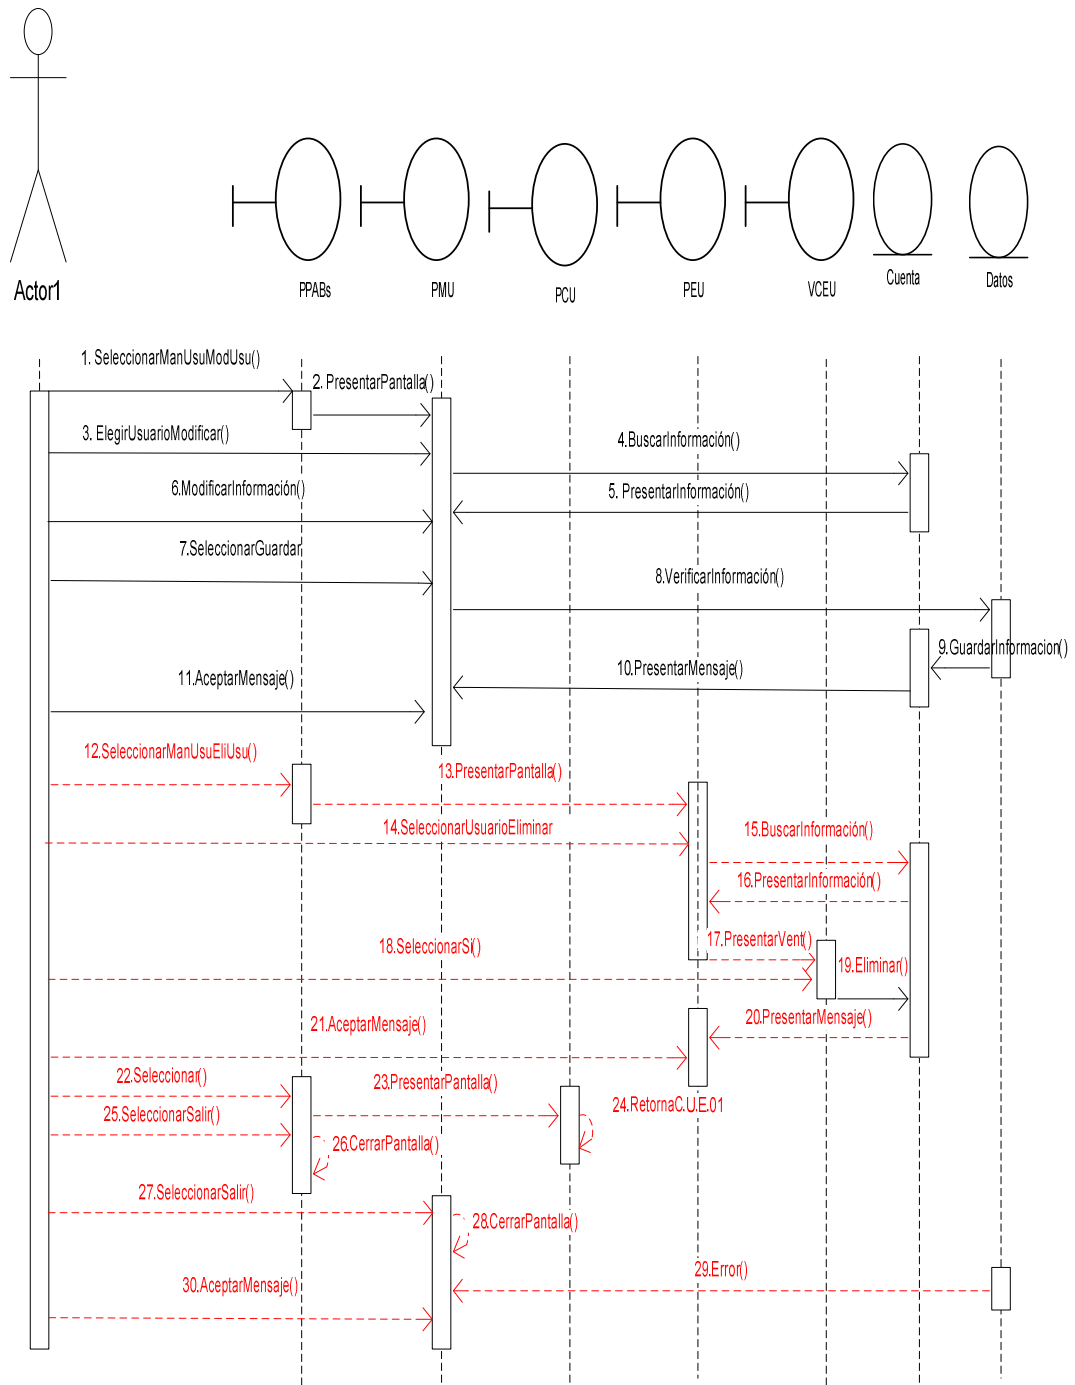 Actor1
PPABs
PMU
PCU
PEU
VCEU
Cuenta
Datos
1. SeleccionarManUsuModUsu()
2. PresentarPantalla()
3. ElegirUsuarioModificar()
4.BuscarInformación()
5. PresentarInformación()
6.ModificarInformación()
7.SeleccionarGuardar
8.VerificarInformación()
9.GuardarInformacion()
10.PresentarMensaje()
11.AceptarMensaje()
12.SeleccionarManUsuEliUsu()
13.PresentarPantalla()
14.SeleccionarUsuarioEliminar
15.BuscarInformación()
16.PresentarInformación()
17.PresentarVent()
18.SeleccionarSi()
19.Eliminar()
20.PresentarMensaje()
21.AceptarMensaje()
22.Seleccionar()
23.PresentarPantalla()
24.RetornaC.U.E.01
25.SeleccionarSalir()
26.CerrarPantalla()
27.SeleccionarSalir()
28.CerrarPantalla()
29.Error()
30.AceptarMensaje()